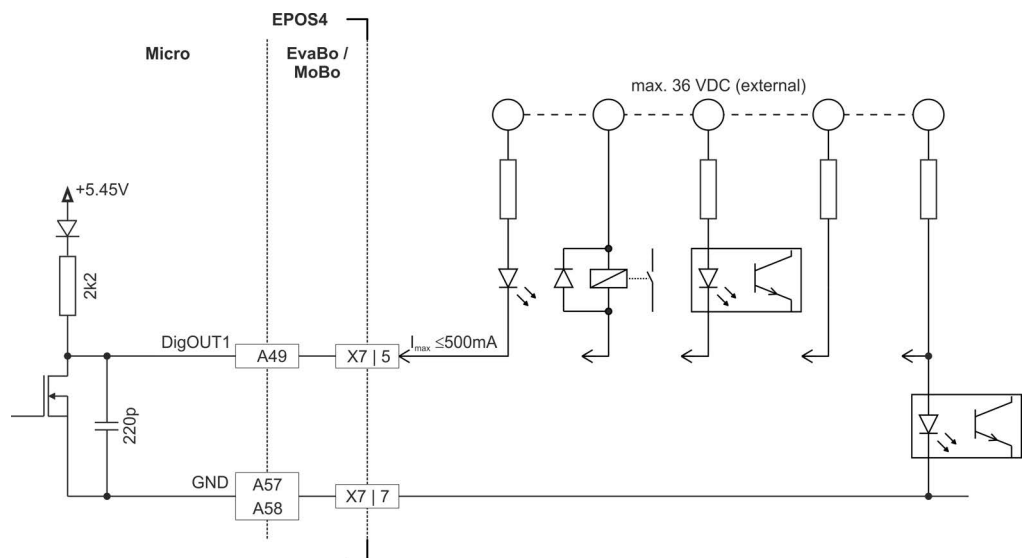 EPOS4
Micro
EvaBo /
MoBo
max. 36 VDC (external)
+5.45V
2k2
DigOUT1
A49
X7 | 5
Imax ≤500mA
220p
GND
A57
A58
X7 | 7